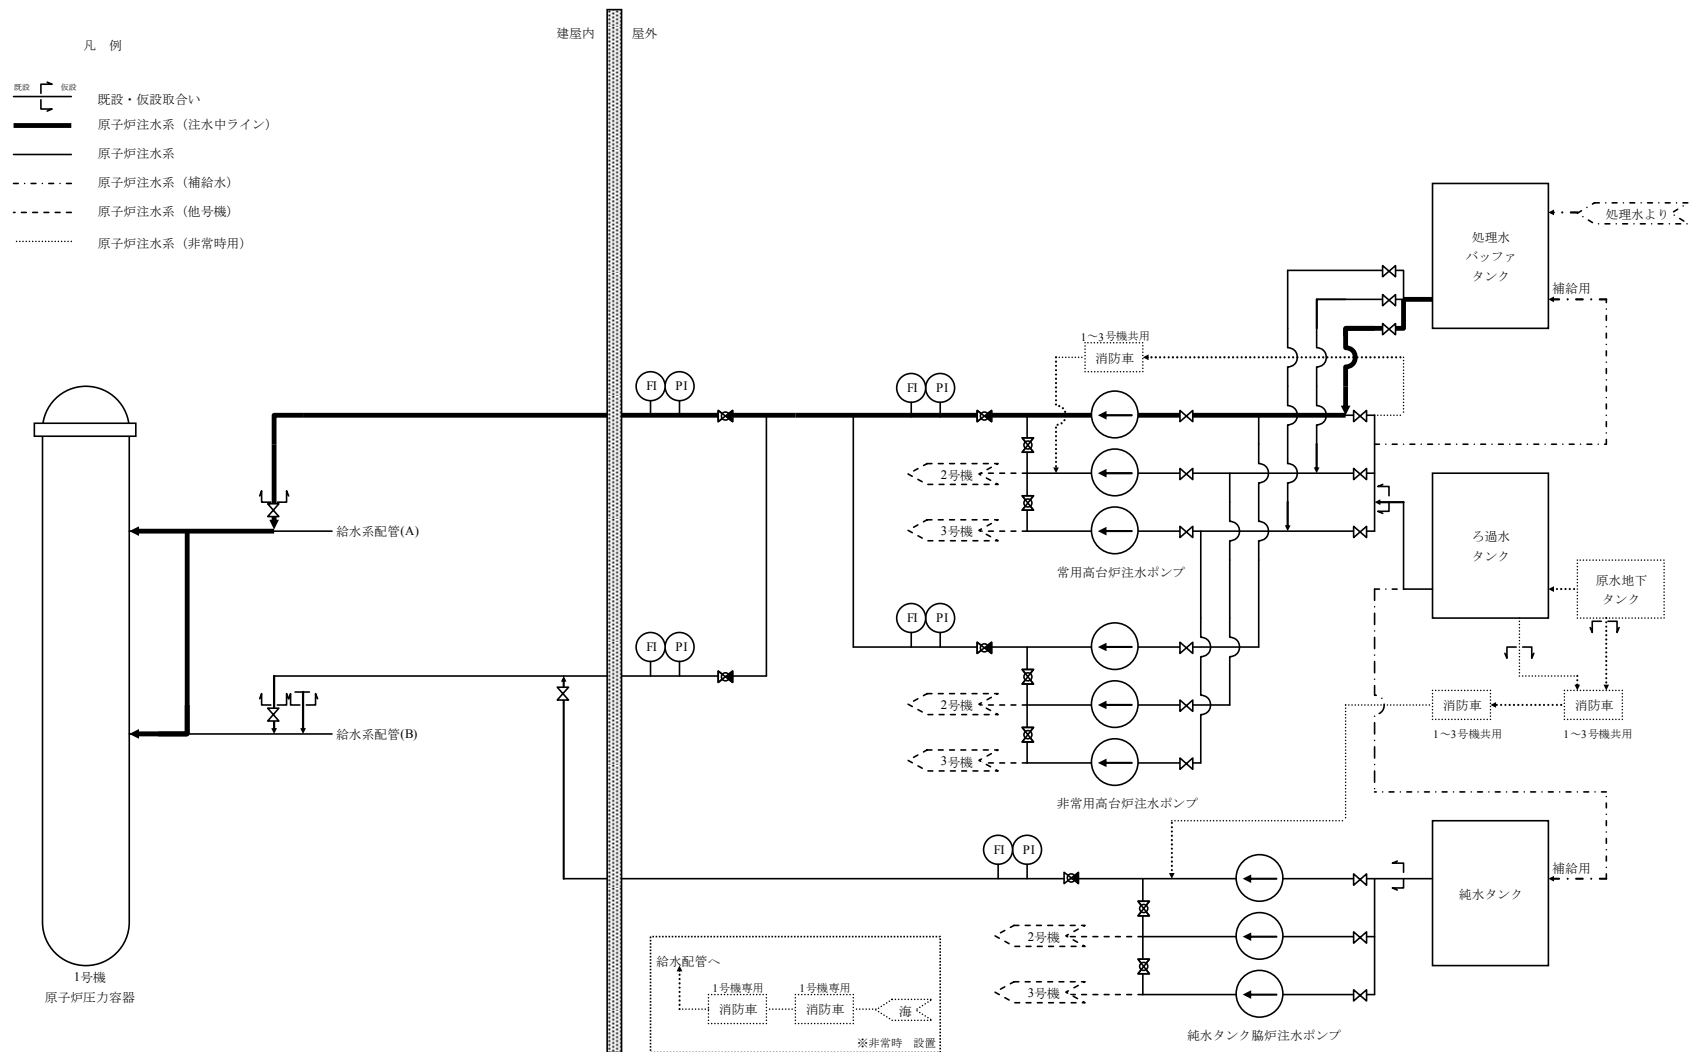 凡 例
既設 仮設
既設・仮設取合い
原子炉注水系（注水中ライン）
原子炉注水系
原子炉注水系（補給水）
原子炉注水系（他号機）
原子炉注水系（非常時用）
建屋内 屋外
処理水
バッファ
タンク
処理水より
補給用
1～3号機共用
消防車
FI PI
FI PI
2号機
3号機
常用高台炉注水ポンプ
給水系配管(A)
ろ過水
タンク
原水地下
タンク
FI PI
FI PI
2号機
3号機
非常用高台炉注水ポンプ
消防車
1～3号機共用
消防車
1～3号機共用
給水系配管(B)
FI PI
純水タンク
補給用
2号機
3号機
純水タンク脇炉注水ポンプ
1号機
原子炉圧力容器
給水配管へ
1号機専用
消防車
1号機専用
消防車
海
※非常時 設置